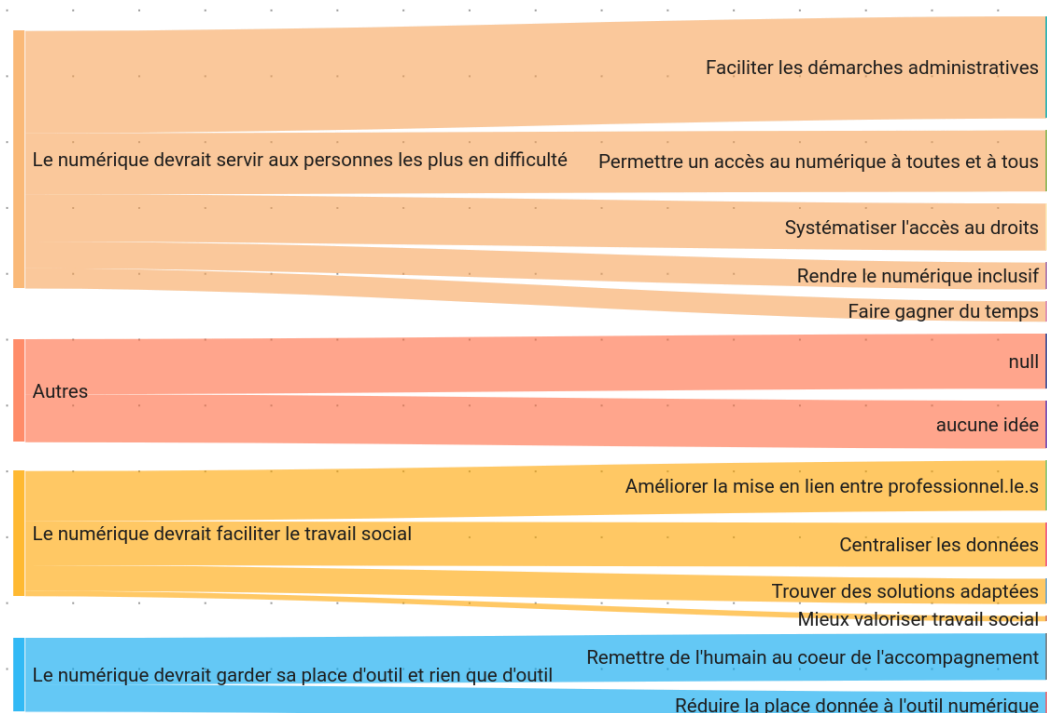 Faciliter les démarches administratives
Le numérique devrait servir aux personnes les plus en difficulté
Permettre un accès au numérique à toutes et à tous
Systématiser l'accès au droits
Rendre le numérique inclusif
Faire gagner du temps
null
Autres
aucune idée
Améliorer la mise en lien entre professionnel.le.s
Le numérique devrait faciliter le travail social
Centraliser les données
Trouver des solutions adaptées
Mieux valoriser travail social
Remettre de l'humain au coeur de l'accompagnement
Le numérique devrait garder sa place d'outil et rien que d'outil
Réduire la place donnée à l'outil numérique